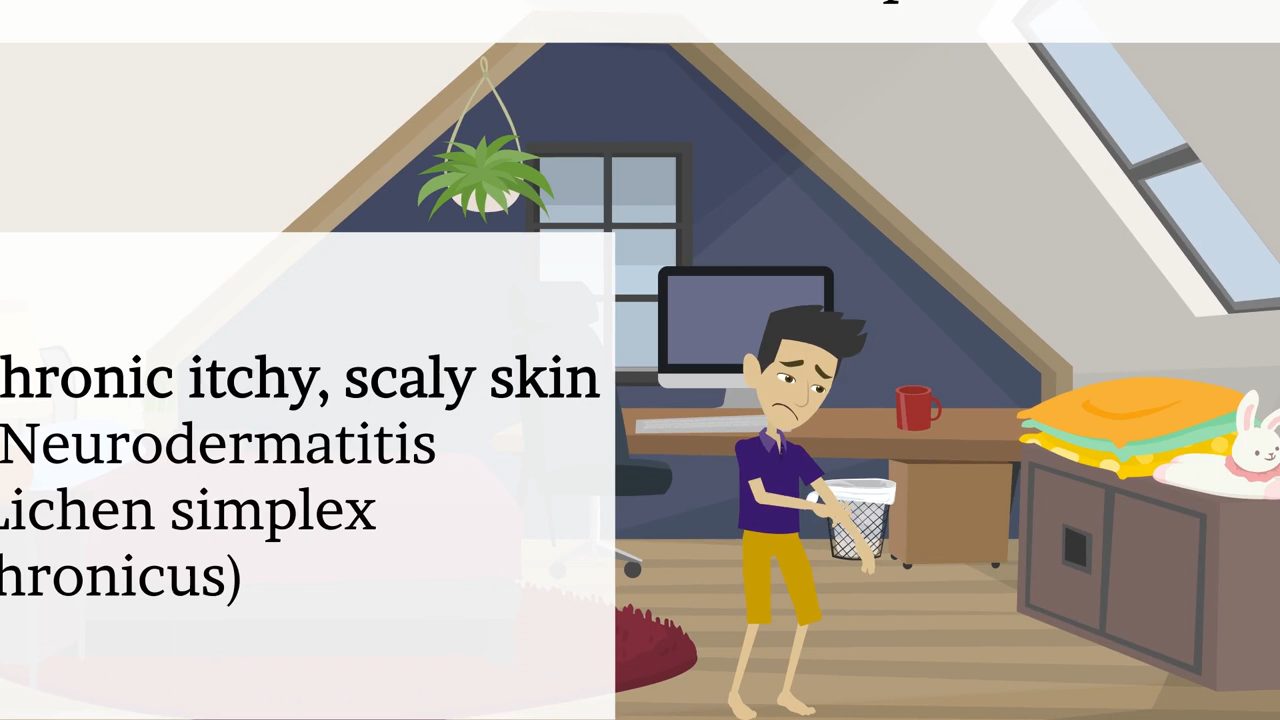 hronic itchy, scaly skin
Neurodermatitis
Lichen simplex
hronicus)